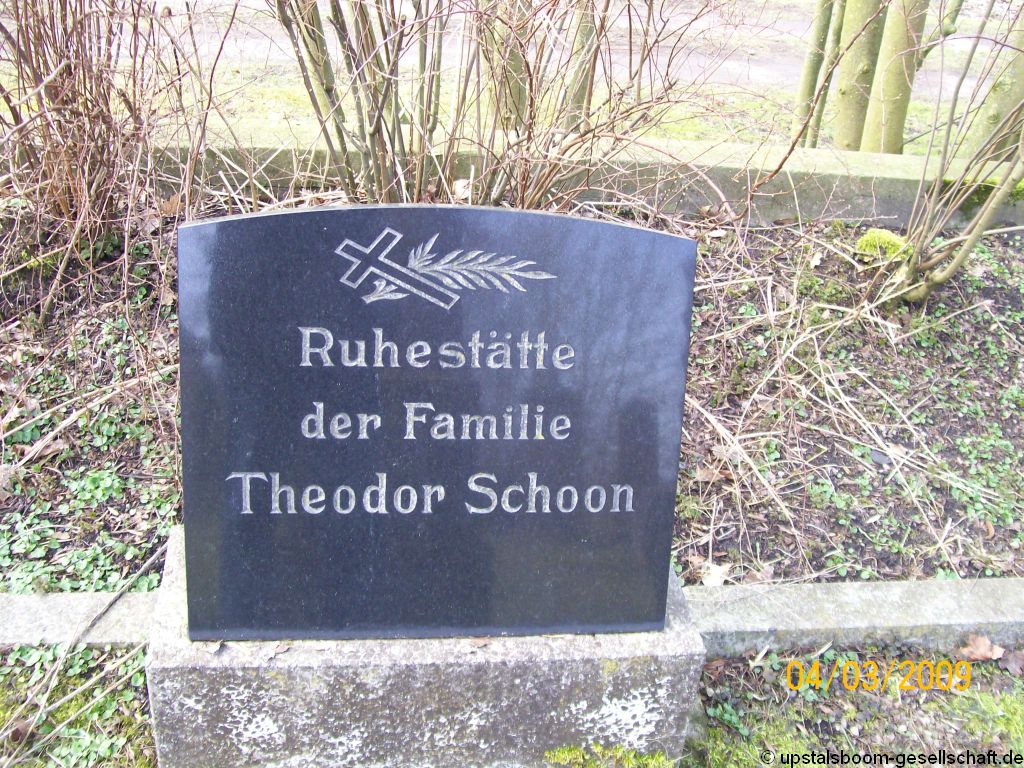 Ruhestätte
der Familie
Theodor Schoon
04/03/2009
© upstalsboom-gesellschaft.de